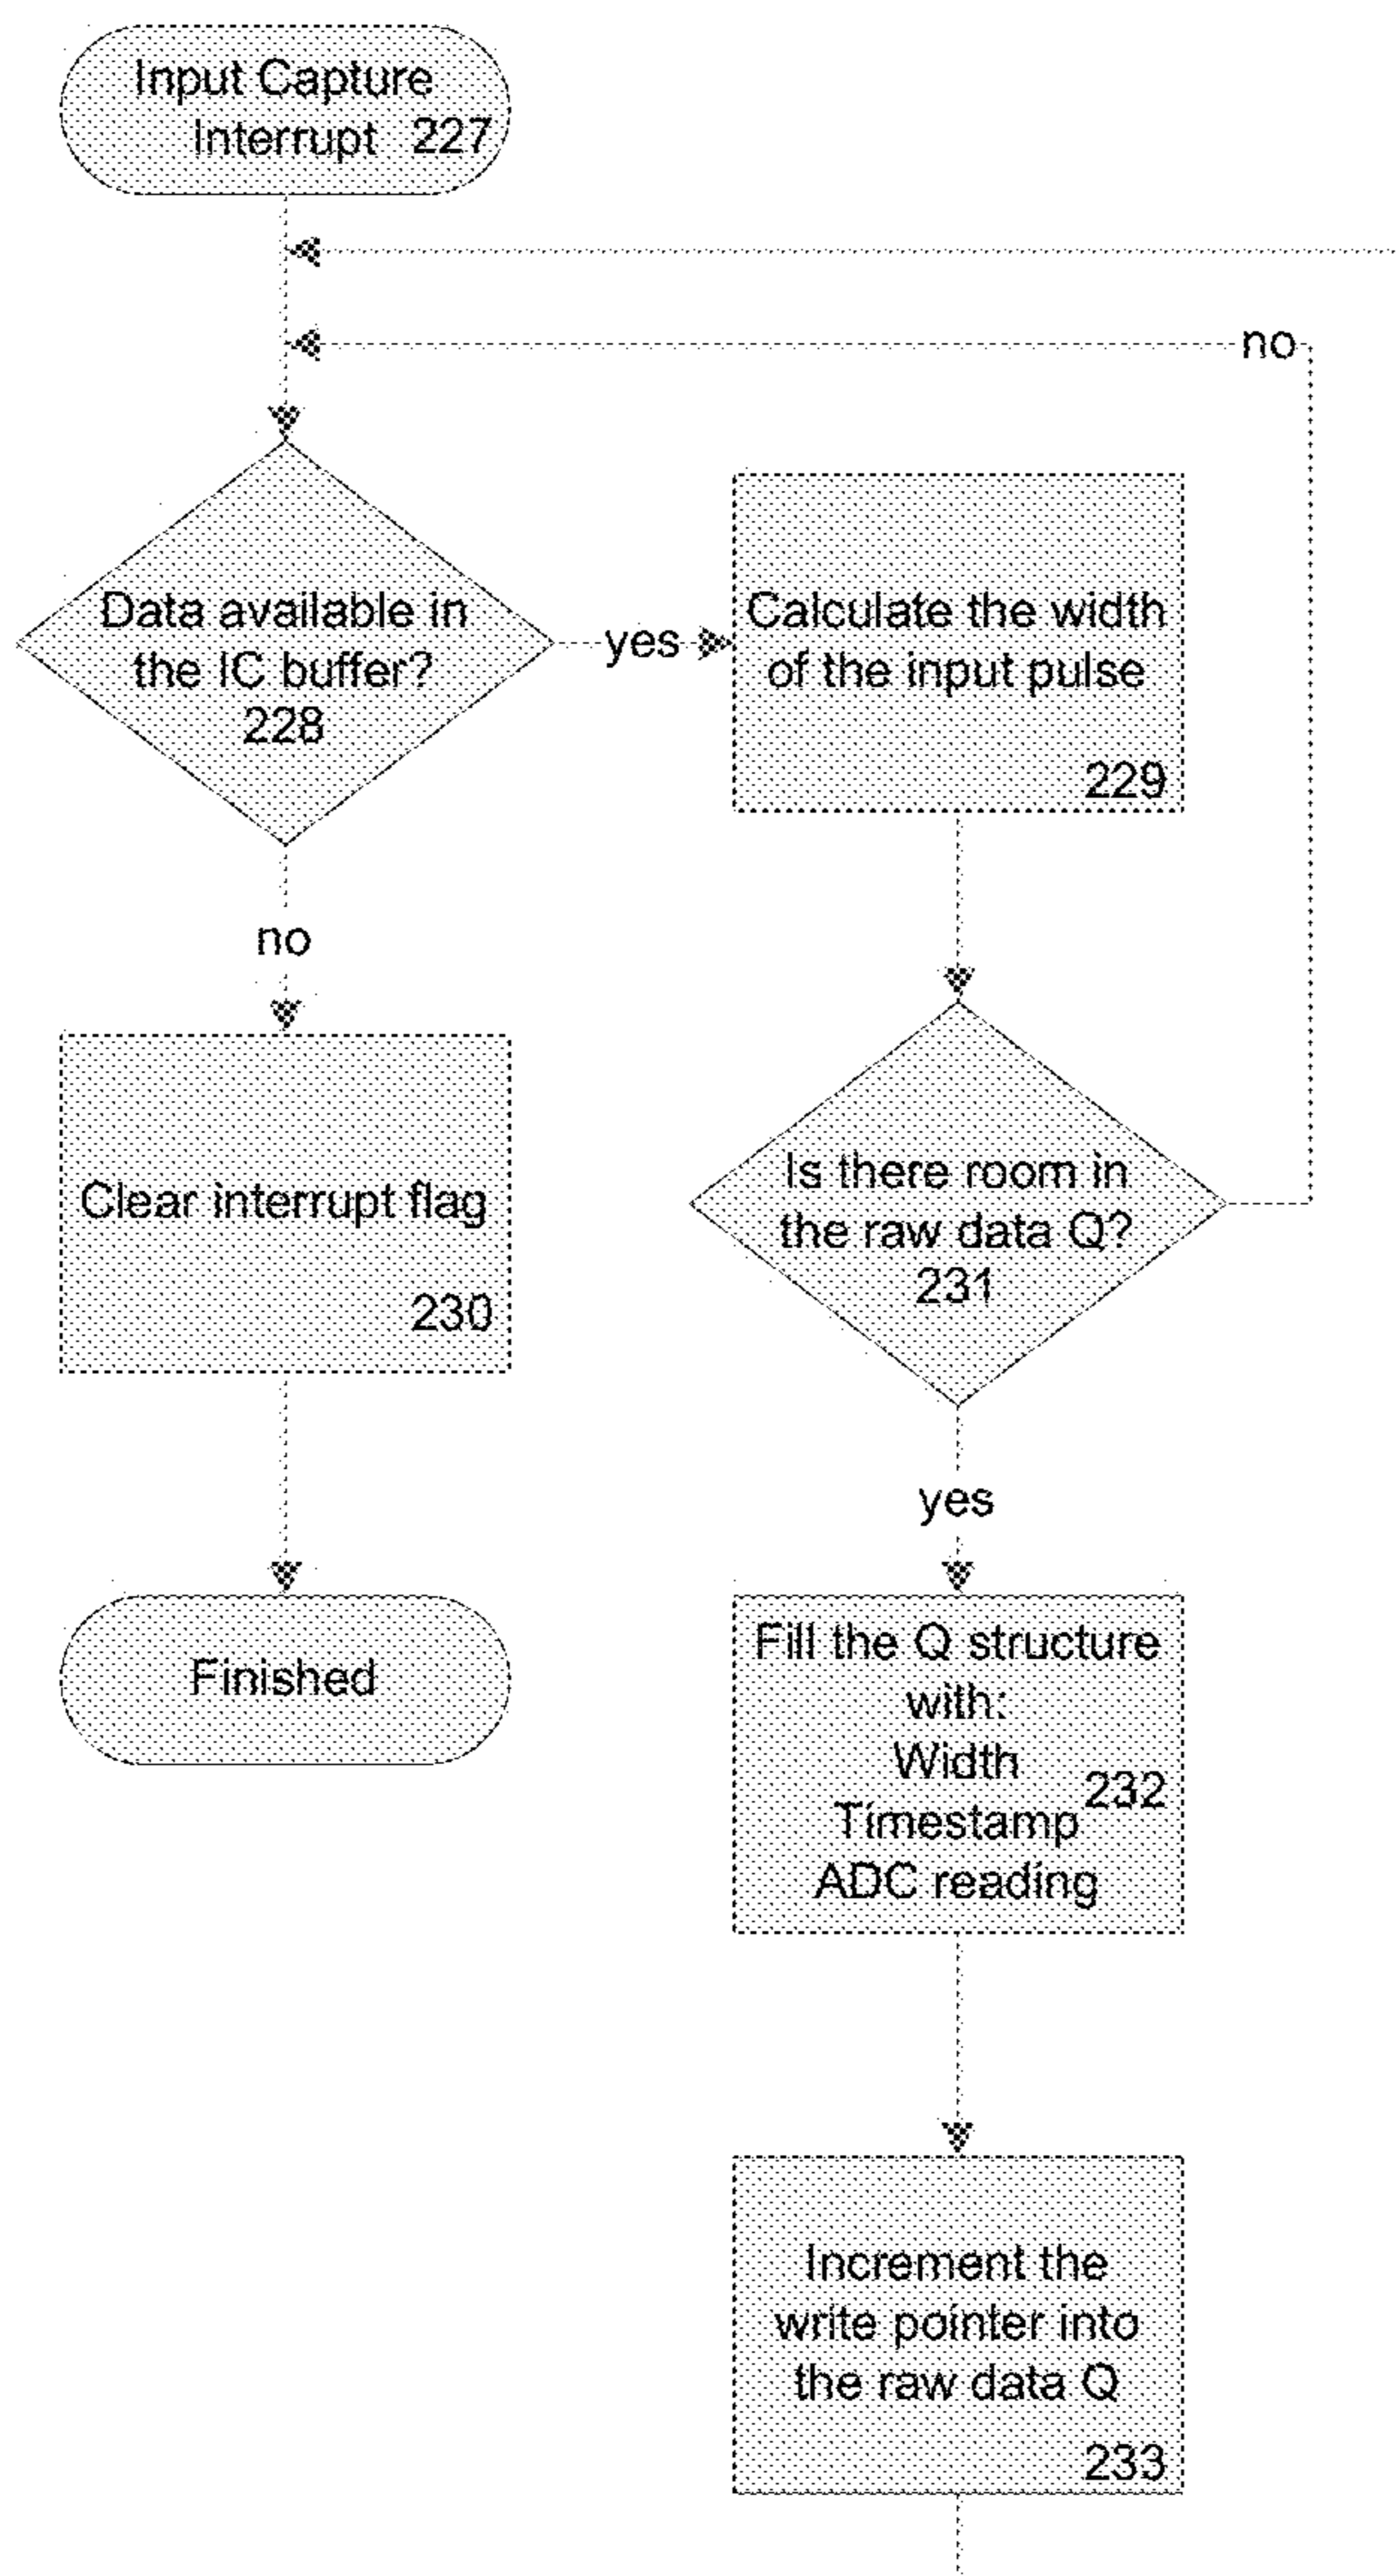 Input Capture
Interrupt 227
no
Data available in
the IC buffer?
228
yes
Calculate the width
of the input pulse
229
no
Clear interrupt flag
230
Is there room in
the raw data Q?
231
yes
Finished
Fill the Q structure
with:
Width
232
Timestamp
ADC reading
Increment the
write pointer into
the raw data Q
233